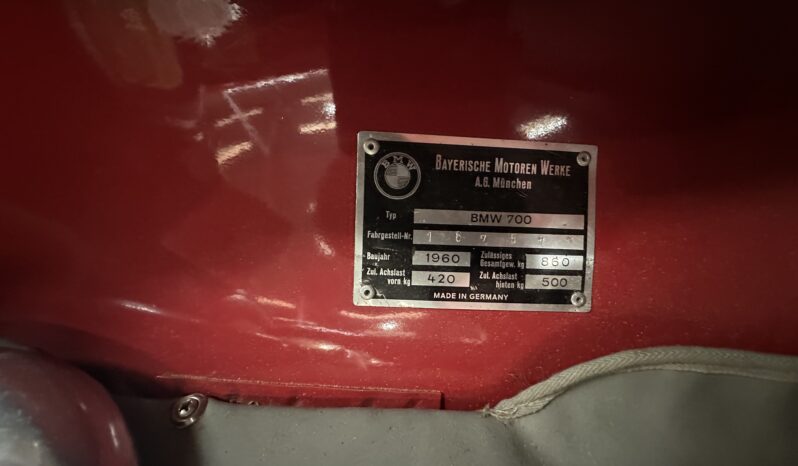 BMW
BAYERISCHE MOTOREN WERKE
A.G. München
Typ BMW 700
Fahrgestell-Nr.
Baujahr 1960 Zulässiges Gesamtgew. kg 860
Zul. Achslast vorn kg 420 Zul. Achslast hinten kg 500
MADE IN GERMANY